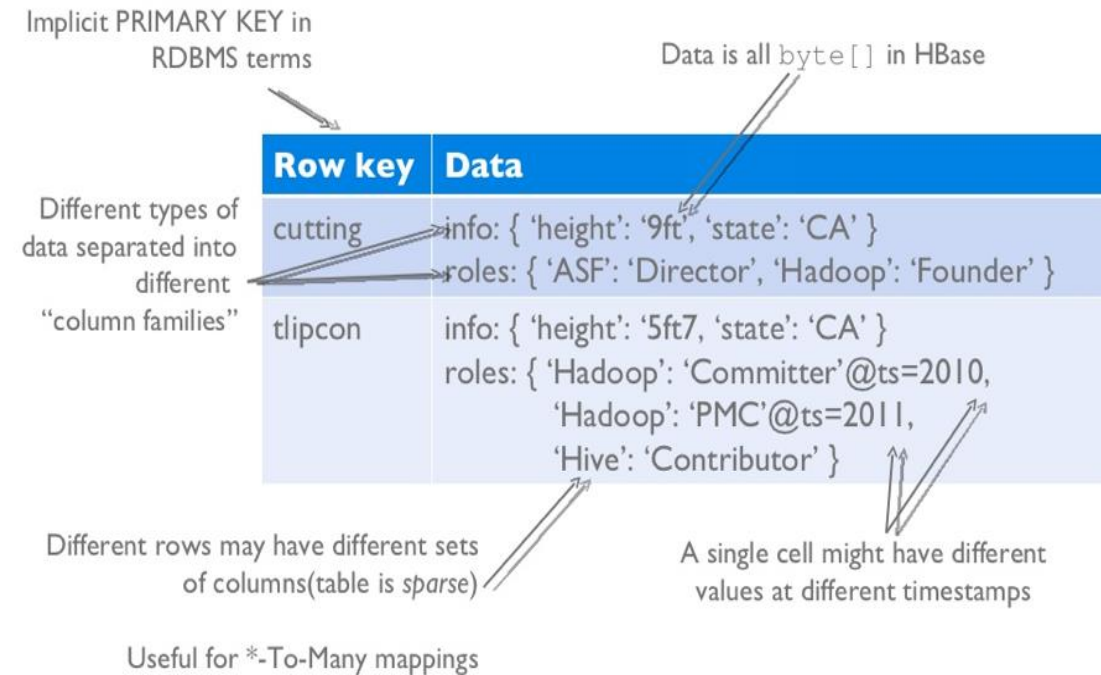 Implicit PRIMARY KEY in
RDBMS terms
Data is all byte[] in HBase
Row key Data
Different types of
data separated into
different
“column families”
cutting info: { ‘height’: ‘9ft’, ‘state’: ‘CA’ }
roles: { ‘ASF’: ‘Director’, ‘Hadoop’: ‘Founder’ }
tlipcon info: { ‘height’: ‘5ft7, ‘state’: ‘CA’ }
roles: { ‘Hadoop’: ‘Committer’@ts=2010,
‘Hadoop’: ‘PMC’@ts=2011,
‘Hive’: ‘Contributor’ }
Different rows may have different sets
of columns(table is sparse)
A single cell might have different
values at different timestamps
Useful for *-To-Many mappings